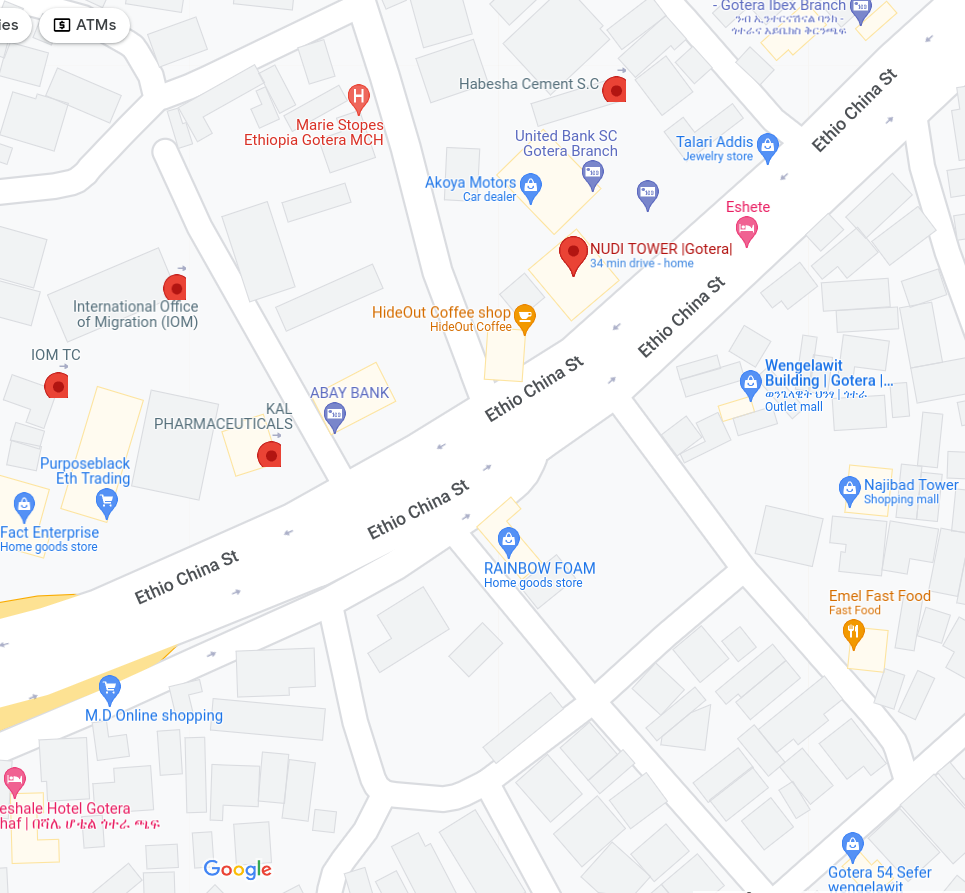 ies
ATMs
- Gotera Ibex Branch
ንብ ኢንተርናሽናል ባንክ -
ጎተራና አይቤክስ ቅርንጫፍ
Ethio China St
Habesha Cement S.C
Marie Stopes
Ethiopia Gotera MCH
United Bank SC
Gotera Branch
Talari Addis
Jewelry store
Akoya Motors
Car dealer
Eshete
NUDI TOWER |Gotera|
34 min drive - home
International Office
of Migration (IOM)
HideOut Coffee shop
HideOut Coffee
Ethio China St
IOM TC
Ethio China St
Wengelawit
Building | Gotera |...
ወንጌላዊት ህንፃ | ጎተራ
Outlet mall
ABAY BANK
KAL
PHARMACEUTICALS
Purposeblack
Eth Trading
Najibad Tower
Shopping mall
Ethio China St
Fact Enterprise
Home goods store
RAINBOW FOAM
Home goods store
Ethio China St
Emel Fast Food
Fast Food
M.D Online shopping
eshale Hotel Gotera
haf | በሻሌ ሆቴል ጎተራ ጫፍ
Google
Gotera 54 Sefer
wengelawit